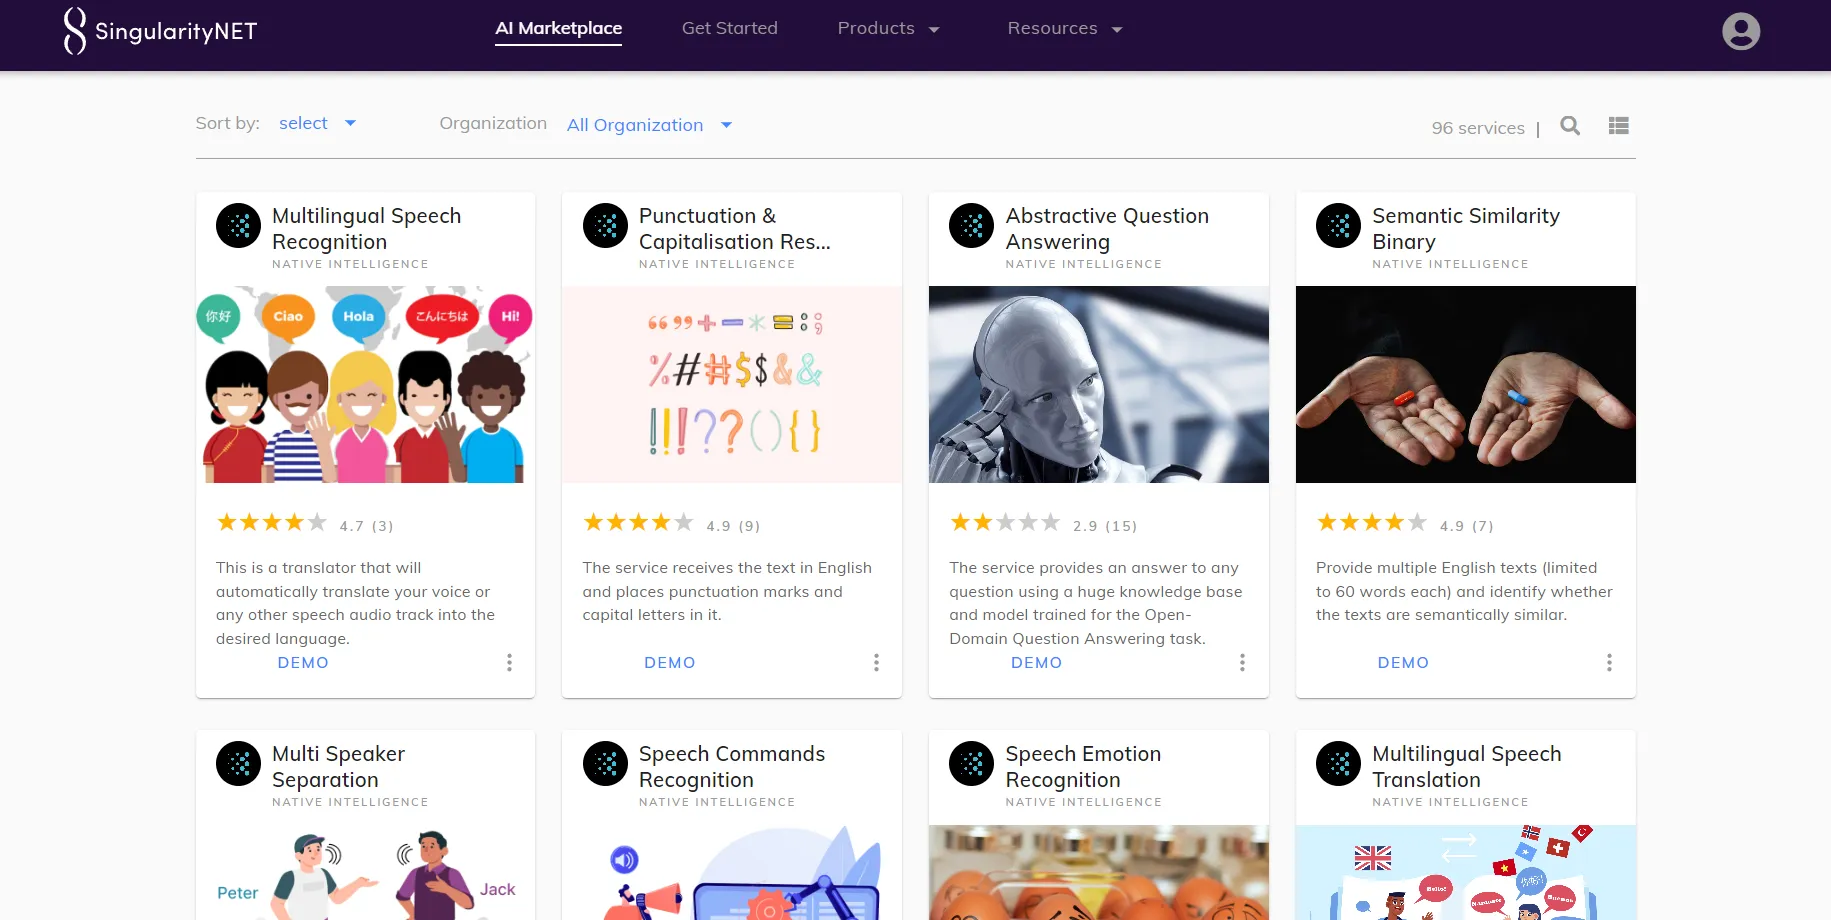 SingularityNET
AI Marketplace
Get Started
Products
Resources
Sort by:
select
Organization
All Organization
96 services |
Multilingual Speech
Recognition
NATIVE INTELLIGENCE
你好
Ciao
Hola
こんにちは
Hi!
4.7 (3)
This is a translator that will
automatically translate your voice or
any other speech audio track into the
desired language.
DEMO
Punctuation &
Capitalisation Res...
NATIVE INTELLIGENCE
“ ” + − * = : ;
% # # $ $ & &
! ! ! ? ? ( ) { }
4.9 (9)
The service receives the text in English
and places punctuation marks and
capital letters in it.
DEMO
Abstractive Question
Answering
NATIVE INTELLIGENCE
2.9 (15)
The service provides an answer to any
question using a huge knowledge base
and model trained for the Open-
Domain Question Answering task.
DEMO
Semantic Similarity
Binary
NATIVE INTELLIGENCE
4.9 (7)
Provide multiple English texts (limited
to 60 words each) and identify whether
the texts are semantically similar.
DEMO
Multi Speaker
Separation
NATIVE INTELLIGENCE
Peter
Jack
Speech Commands
Recognition
NATIVE INTELLIGENCE
Speech Emotion
Recognition
NATIVE INTELLIGENCE
Multilingual Speech
Translation
NATIVE INTELLIGENCE
Hello!